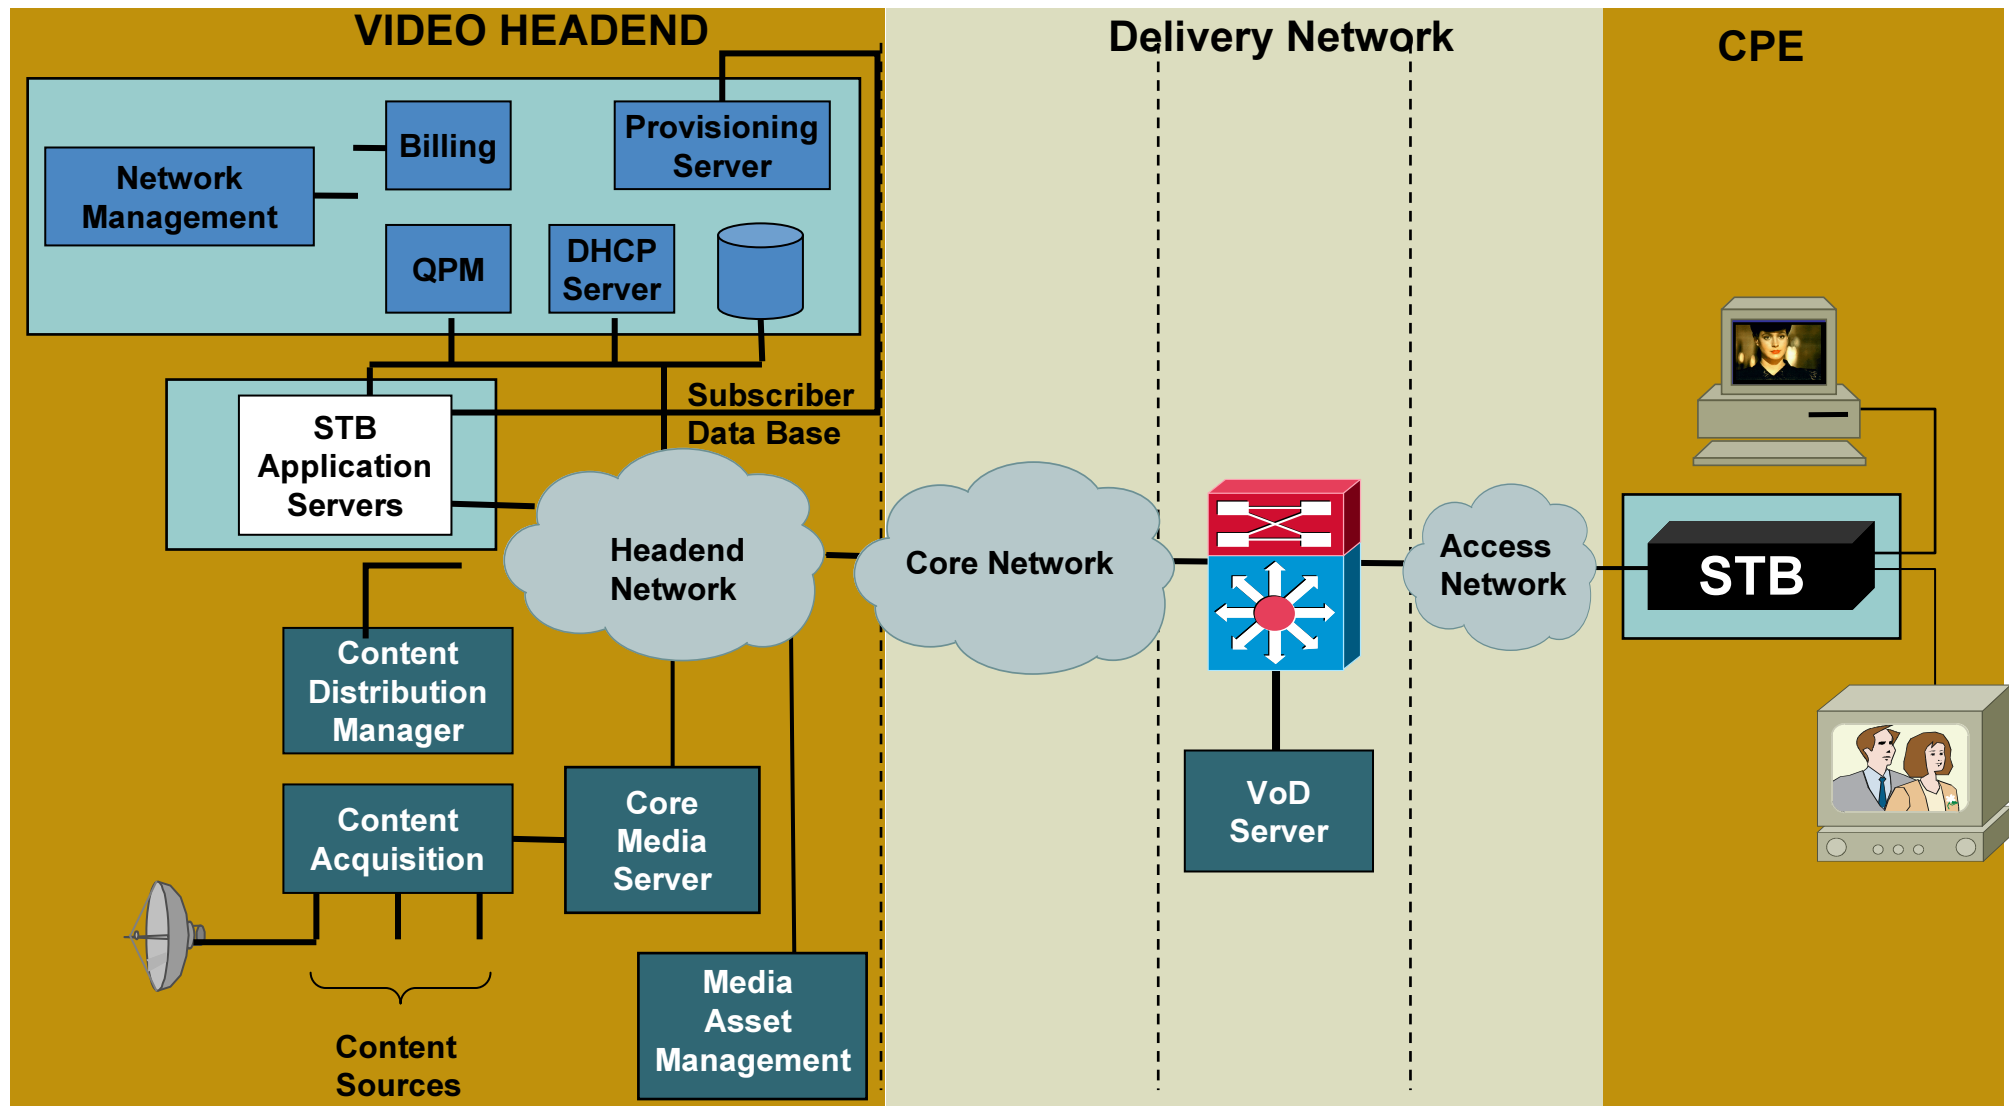 VIDEO HEADEND
Delivery Network
CPE
Billing
Provisioning
Server
Network
Management
QPM
DHCP
Server
Subscriber
Data Base
STB
Application
Servers
Headend
Network
Core Network
Access
Network
STB
Content
Distribution
Manager
Content
Acquisition
Core
Media
Server
VoD
Server
Media
Asset
Management
Content
Sources